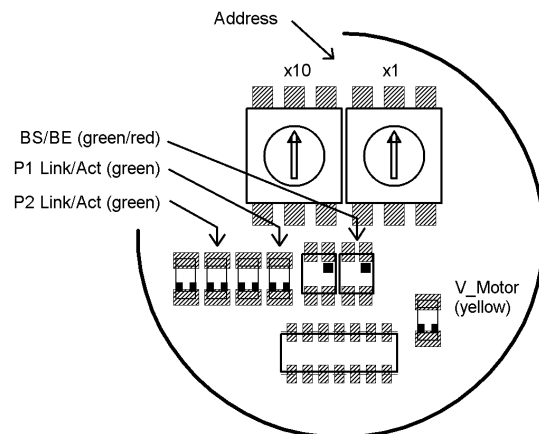 Address
x10 x1
BS/BE (green/red)
P1 Link/Act (green)
P2 Link/Act (green)
V_Motor
(yellow)